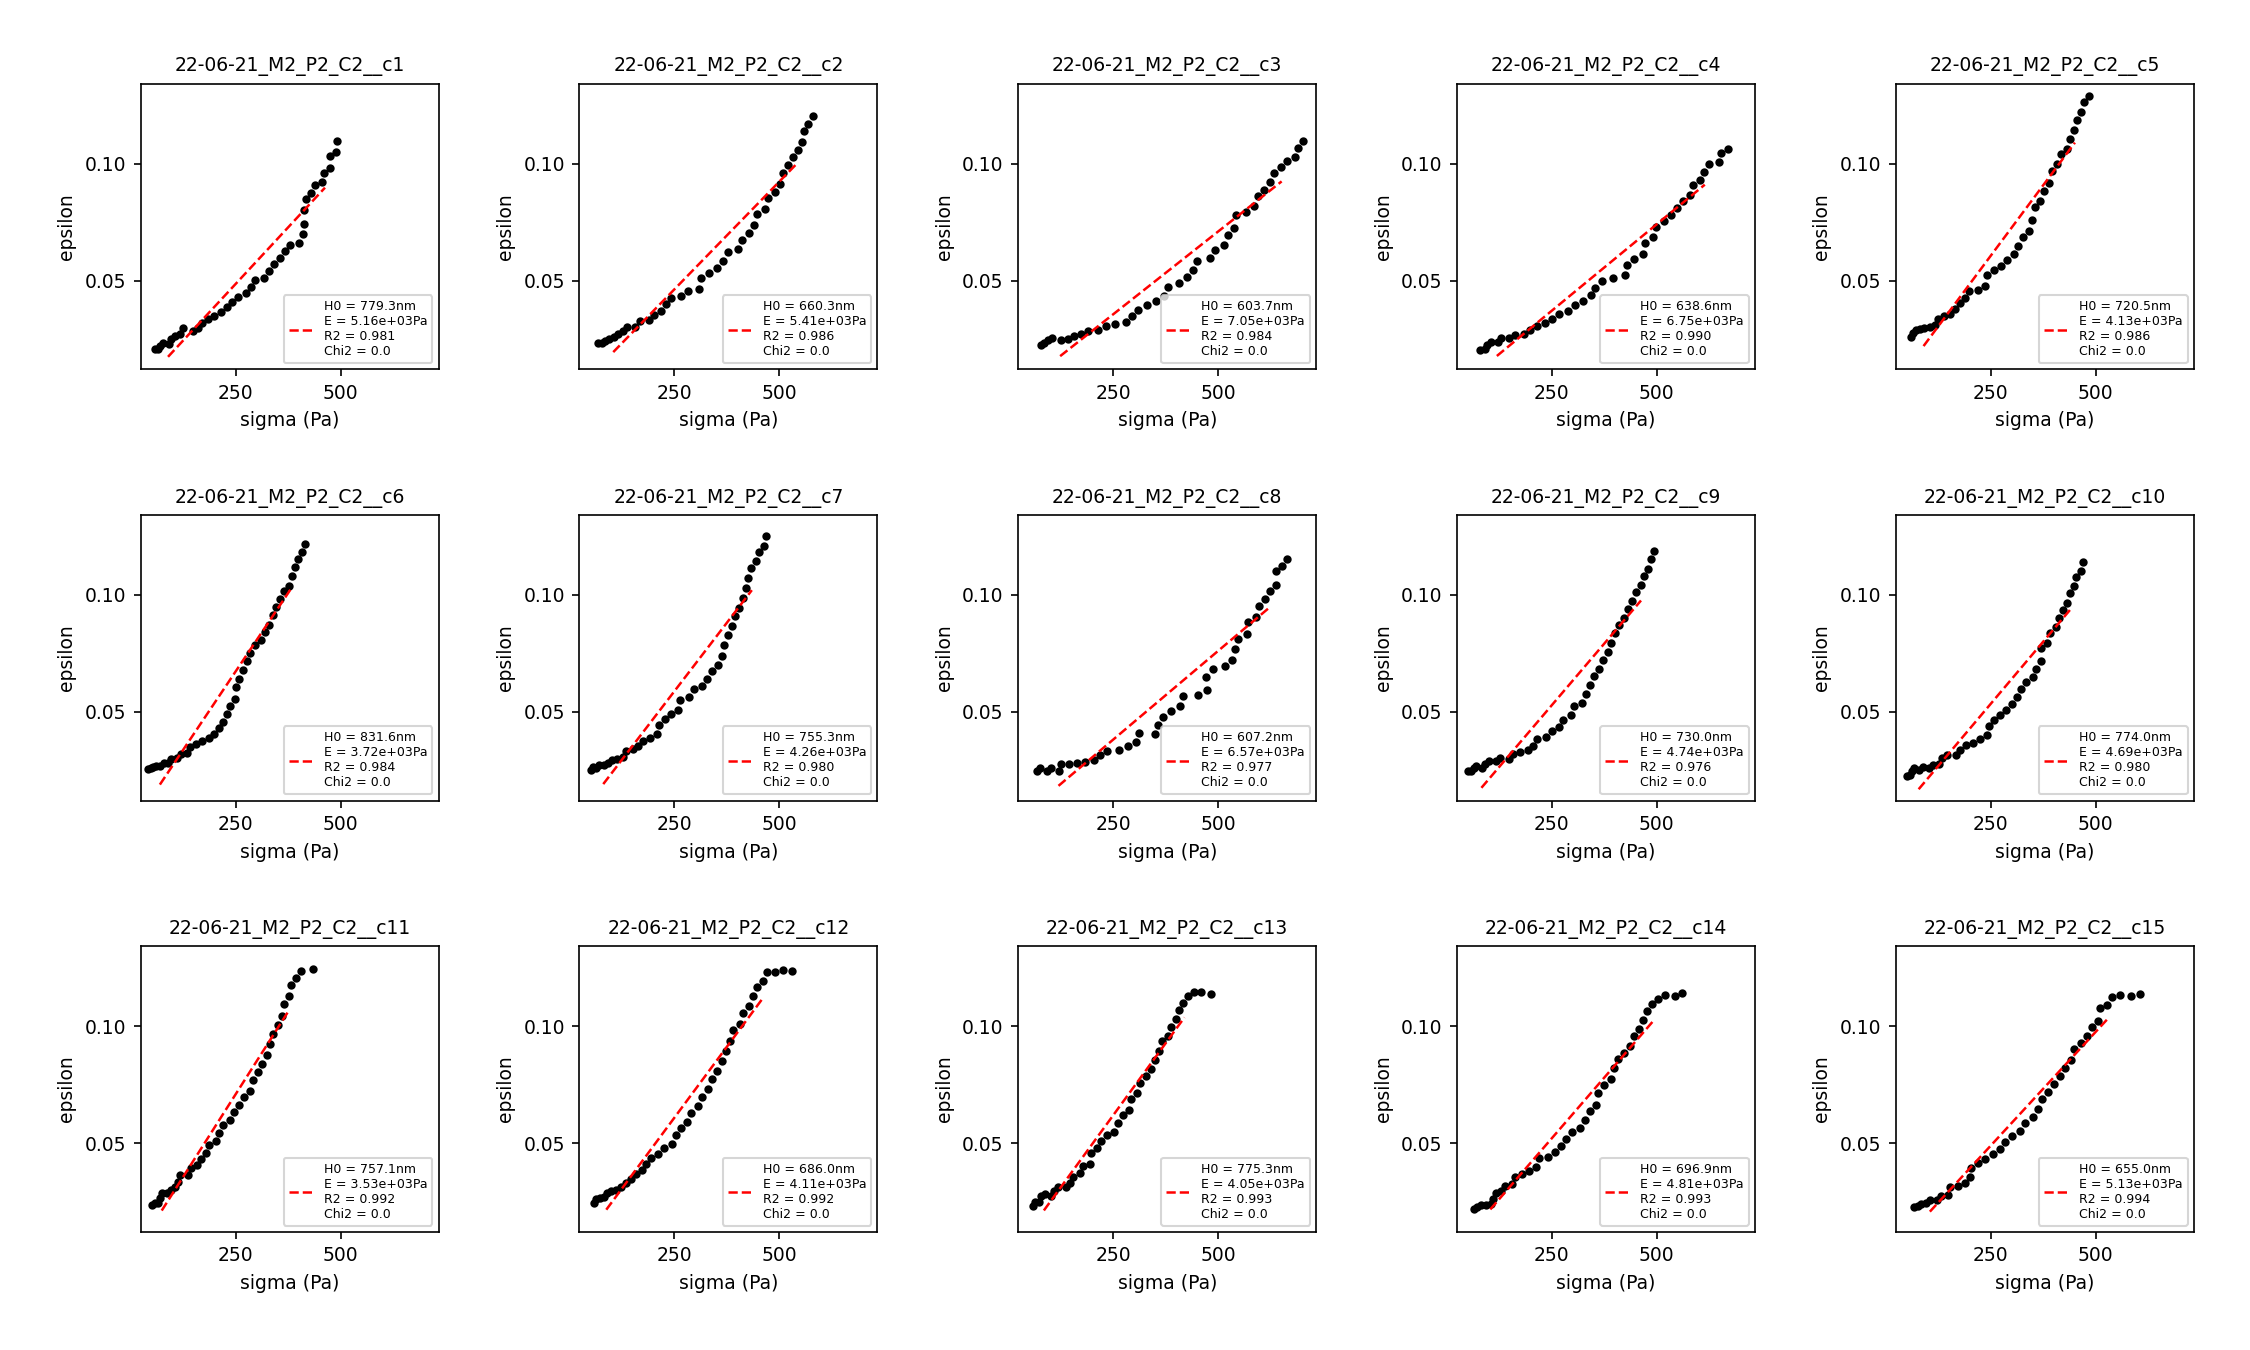 22-06-21_M2_P2_C2__c1
22-06-21_M2_P2_C2__c2
22-06-21_M2_P2_C2__c3
22-06-21_M2_P2_C2__c4
22-06-21_M2_P2_C2__c5
epsilon
0.10
0.05
H0 = 779.3nm
E = 5.16e+03Pa
R2 = 0.981
Chi2 = 0.0
250
500
sigma (Pa)
epsilon
0.10
0.05
H0 = 660.3nm
E = 5.41e+03Pa
R2 = 0.986
Chi2 = 0.0
250
500
sigma (Pa)
epsilon
0.10
0.05
H0 = 603.7nm
E = 7.05e+03Pa
R2 = 0.984
Chi2 = 0.0
250
500
sigma (Pa)
epsilon
0.10
0.05
H0 = 638.6nm
E = 6.75e+03Pa
R2 = 0.990
Chi2 = 0.0
250
500
sigma (Pa)
epsilon
0.10
0.05
H0 = 720.5nm
E = 4.13e+03Pa
R2 = 0.986
Chi2 = 0.0
250
500
sigma (Pa)
22-06-21_M2_P2_C2__c6
22-06-21_M2_P2_C2__c7
22-06-21_M2_P2_C2__c8
22-06-21_M2_P2_C2__c9
22-06-21_M2_P2_C2__c10
epsilon
0.10
0.05
H0 = 831.6nm
E = 3.72e+03Pa
R2 = 0.984
Chi2 = 0.0
250
500
sigma (Pa)
epsilon
0.10
0.05
H0 = 755.3nm
E = 4.26e+03Pa
R2 = 0.980
Chi2 = 0.0
250
500
sigma (Pa)
epsilon
0.10
0.05
H0 = 607.2nm
E = 6.57e+03Pa
R2 = 0.977
Chi2 = 0.0
250
500
sigma (Pa)
epsilon
0.10
0.05
H0 = 730.0nm
E = 4.74e+03Pa
R2 = 0.976
Chi2 = 0.0
250
500
sigma (Pa)
epsilon
0.10
0.05
H0 = 774.0nm
E = 4.69e+03Pa
R2 = 0.980
Chi2 = 0.0
250
500
sigma (Pa)
22-06-21_M2_P2_C2__c11
22-06-21_M2_P2_C2__c12
22-06-21_M2_P2_C2__c13
22-06-21_M2_P2_C2__c14
22-06-21_M2_P2_C2__c15
epsilon
0.10
0.05
H0 = 757.1nm
E = 3.53e+03Pa
R2 = 0.992
Chi2 = 0.0
250
500
sigma (Pa)
epsilon
0.10
0.05
H0 = 686.0nm
E = 4.11e+03Pa
R2 = 0.992
Chi2 = 0.0
250
500
sigma (Pa)
epsilon
0.10
0.05
H0 = 775.3nm
E = 4.05e+03Pa
R2 = 0.993
Chi2 = 0.0
250
500
sigma (Pa)
epsilon
0.10
0.05
H0 = 696.9nm
E = 4.81e+03Pa
R2 = 0.993
Chi2 = 0.0
250
500
sigma (Pa)
epsilon
0.10
0.05
H0 = 655.0nm
E = 5.13e+03Pa
R2 = 0.994
Chi2 = 0.0
250
500
sigma (Pa)